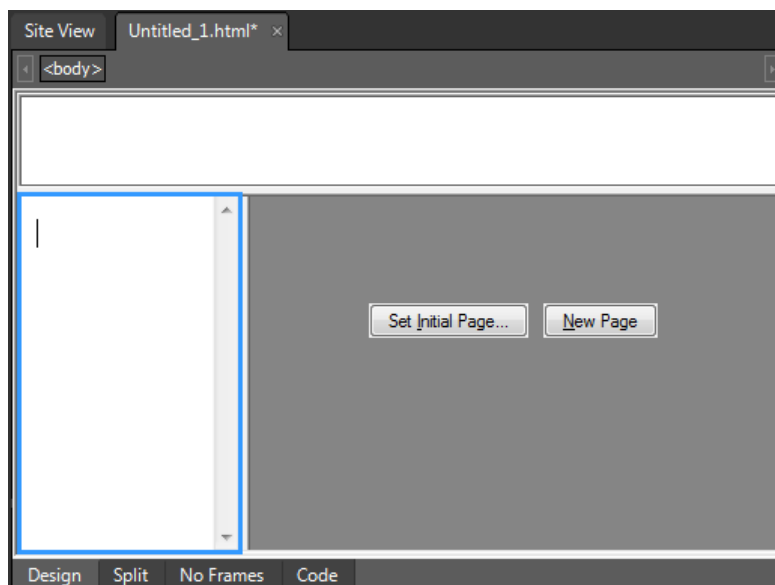 Site View Untitled_1.html* ×
<body>
Set Initial Page... New Page
Design Split No Frames Code